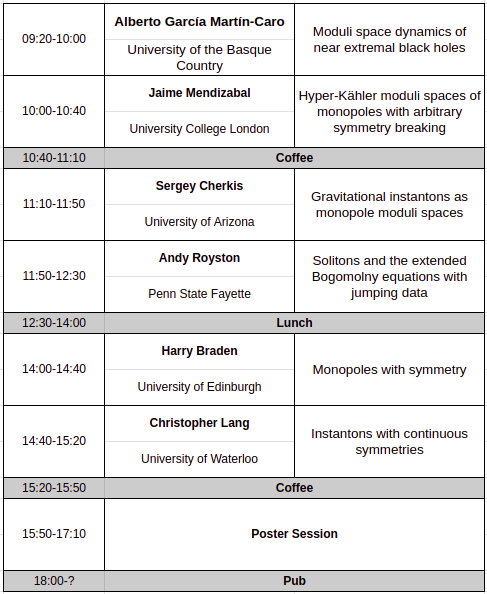 09:20-10:00
Alberto García Martín-Caro
University of the Basque
Country
Moduli space dynamics of
near extremal black holes
10:00-10:40
Jaime Mendizabal
University College London
Hyper-Kähler moduli spaces of
monopoles with arbitrary
symmetry breaking
10:40-11:10
Coffee
11:10-11:50
Sergey Cherkis
University of Arizona
Gravitational instantons as
monopole moduli spaces
11:50-12:30
Andy Royston
Penn State Fayette
Solitons and the extended
Bogomolny equations with
jumping data
12:30-14:00
Lunch
14:00-14:40
Harry Braden
University of Edinburgh
Monopoles with symmetry
14:40-15:20
Christopher Lang
University of Waterloo
Instantons with continuous
symmetries
15:20-15:50
Coffee
15:50-17:10
Poster Session
18:00-?
Pub